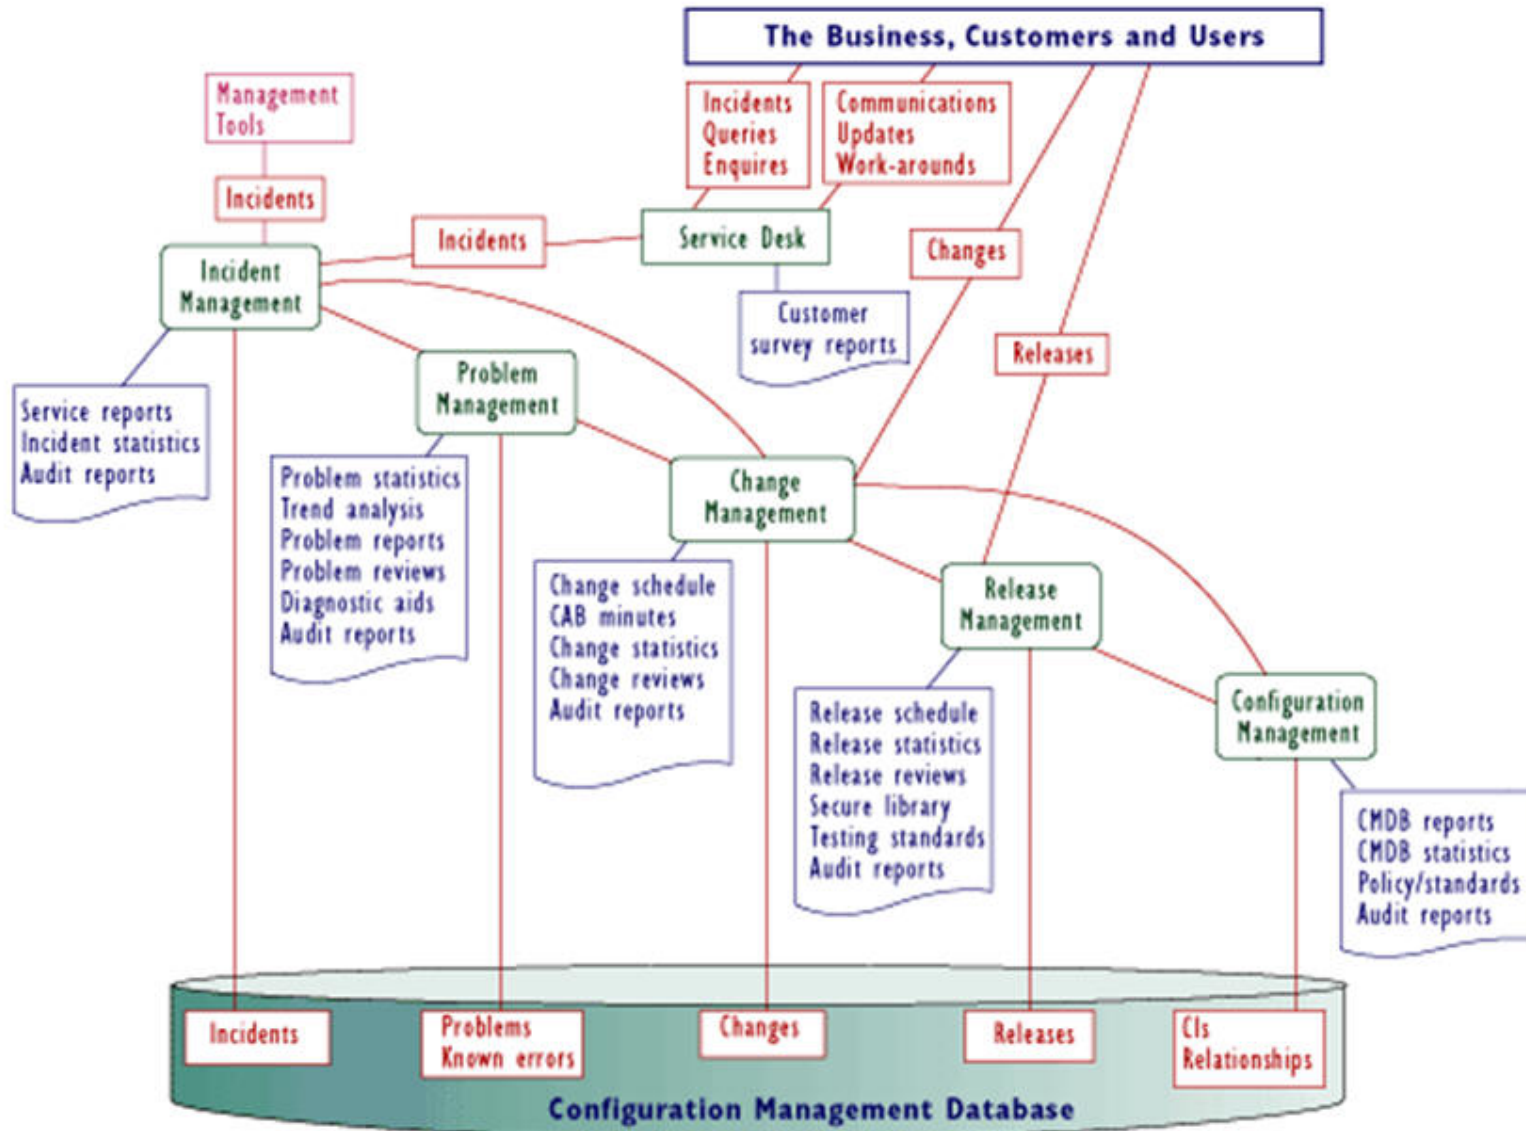 The Business, Customers and Users
Management
Tools
Incidents
Queries
Enquires
Communications
Updates
Work-arounds
Incidents
Incidents
Service Desk
Changes
Incident
Management
Customer
survey reports
Releases
Problem
Management
Service reports
Incident statistics
Audit reports
Problem statistics
Trend analysis
Problem reports
Problem reviews
Diagnostic aids
Audit reports
Change
Management
Change schedule
CAB minutes
Change statistics
Change reviews
Audit reports
Release
Management
Release schedule
Release statistics
Release reviews
Secure library
Testing standards
Audit reports
Configuration
Management
CMDB reports
CMDB statistics
Policy/standards
Audit reports
Incidents
Problems
Known errors
Changes
Releases
CIs
Relationships
Configuration Management Database